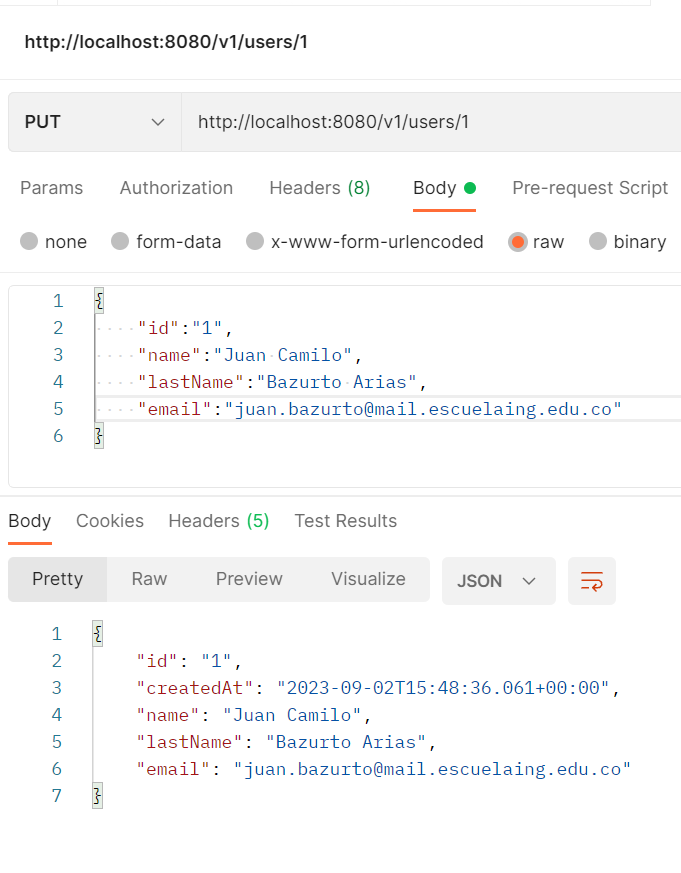 http://localhost:8080/v1/users/1
PUT http://localhost:8080/v1/users/1
Params Authorization Headers (8) Body Pre-request Script
none form-data x-www-form-urlencoded raw binary
1 {
2 "id":"1",
3 "name":"Juan Camilo",
4 "lastName":"Bazurto Arias",
5 "email":"juan.bazurto@mail.escuelaing.edu.co"
6 }
Body Cookies Headers (5) Test Results
Pretty Raw Preview Visualize JSON
1 {
2 "id": "1",
3 "createdAt": "2023-09-02T15:48:36.061+00:00",
4 "name": "Juan Camilo",
5 "lastName": "Bazurto Arias",
6 "email": "juan.bazurto@mail.escuelaing.edu.co"
7 }